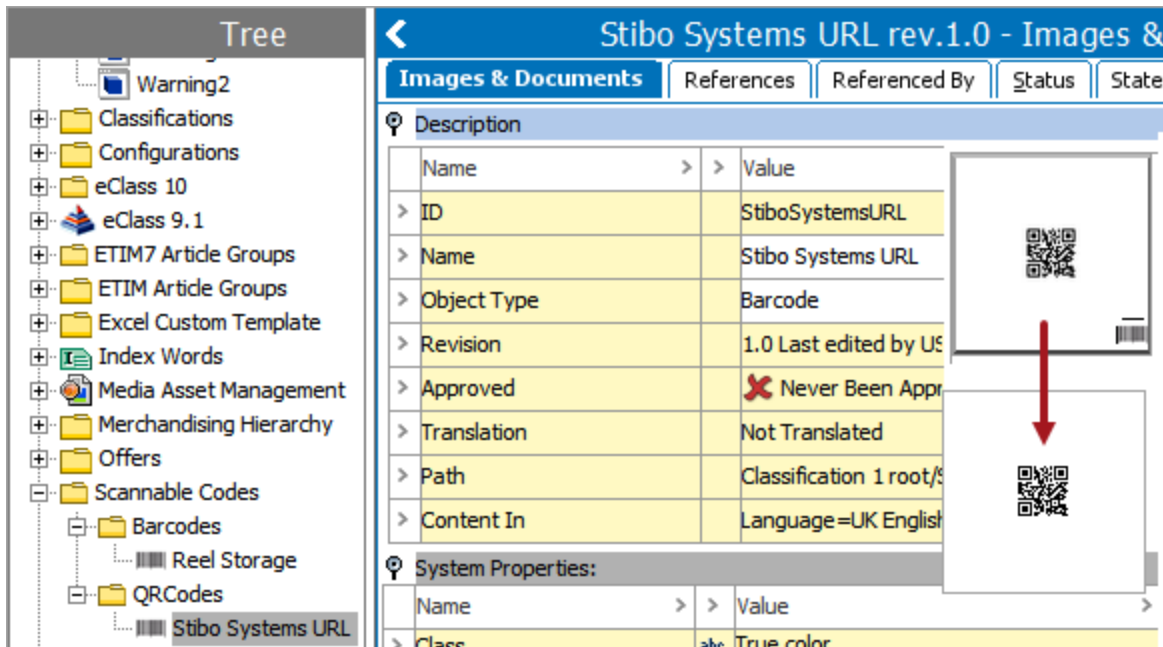 Tree
Warning2
Classifications
Configurations
eClass 10
eClass 9.1
ETIM7 Article Groups
ETIM Article Groups
Excel Custom Template
Index Words
Media Asset Management
Merchandising Hierarchy
Offers
Scannable Codes
Barcodes
Reel Storage
QRCodes
Stibo Systems URL
Stibo Systems URL rev.1.0 - Images &
Images & Documents References Referenced By Status State
Description
Name > > Value
> ID StiboSystemsURL
> Name Stibo Systems URL
> Object Type Barcode
> Revision 1.0 Last edited by US
> Approved Never Been Appr
> Translation Not Translated
> Path Classification 1 root/S
> Content In Language=UK English
System Properties:
Name > > Value >
> Class abc True color